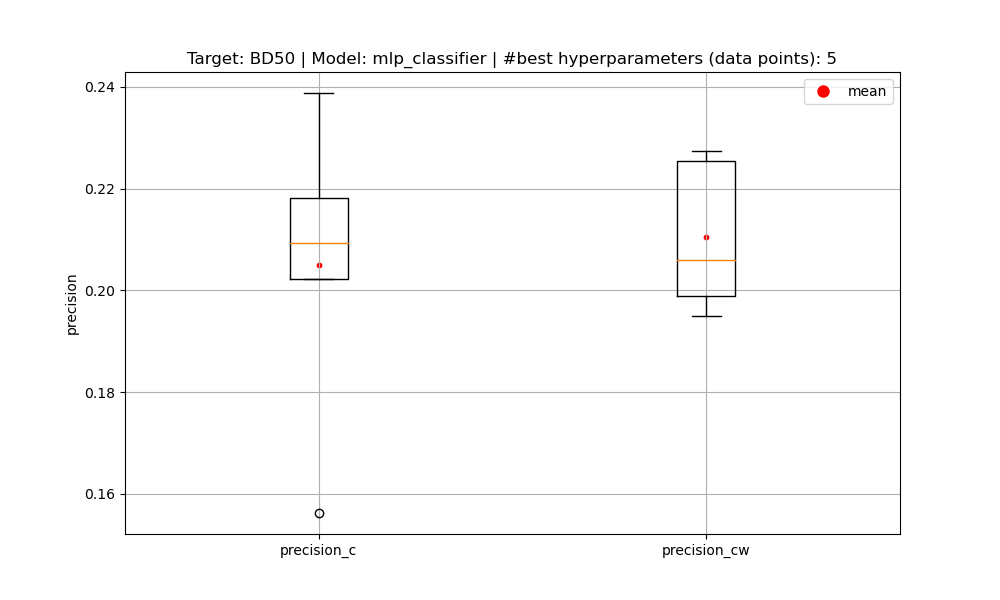 Target: BD50 | Model: mlp_classifier | #best hyperparameters (data points): 5
mean
precision
0.24
0.22
0.20
0.18
0.16
precision_c
precision_cw